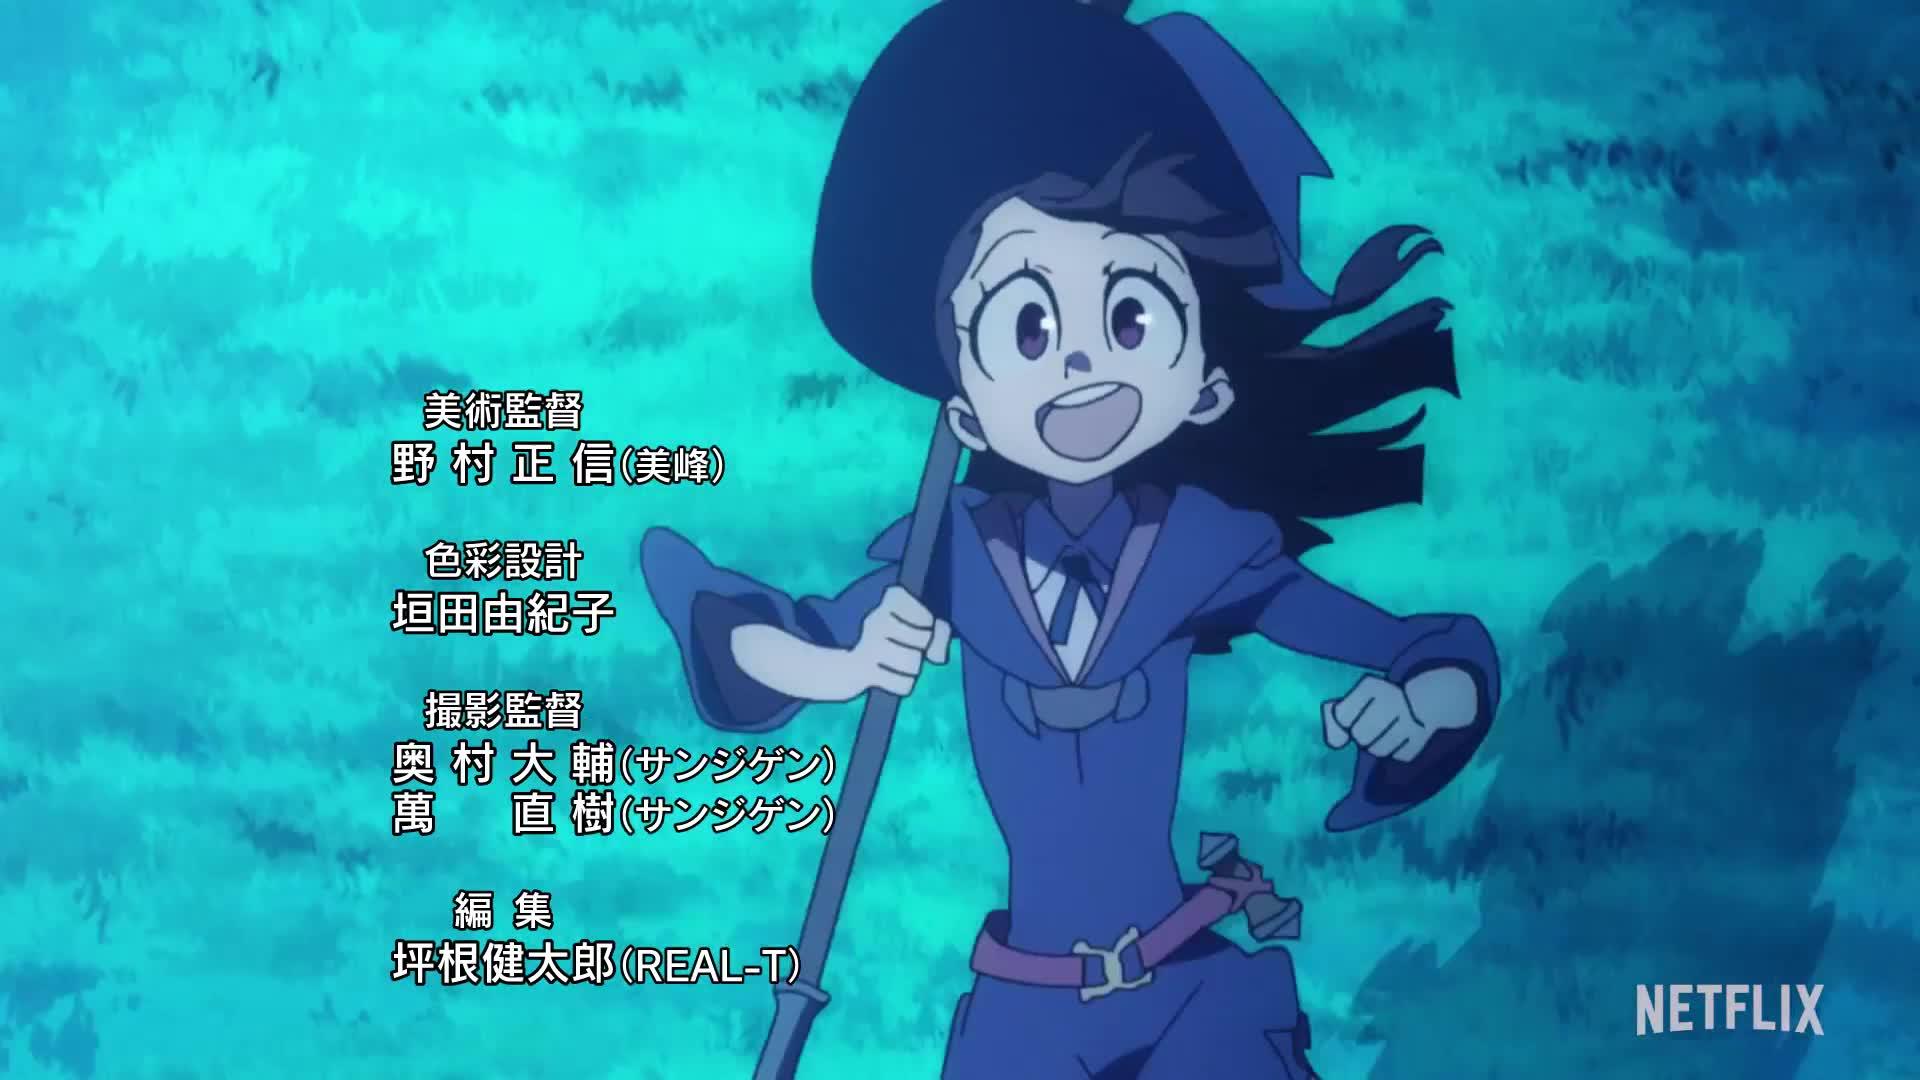 美術監督
野村正信(美峰)
色彩設計
垣田由紀子
撮影監督
奥村大輔(サンジゲン)
萬 直樹(サンジゲン)
編集
坪根健太郎(REAL-T)
NETFLIX